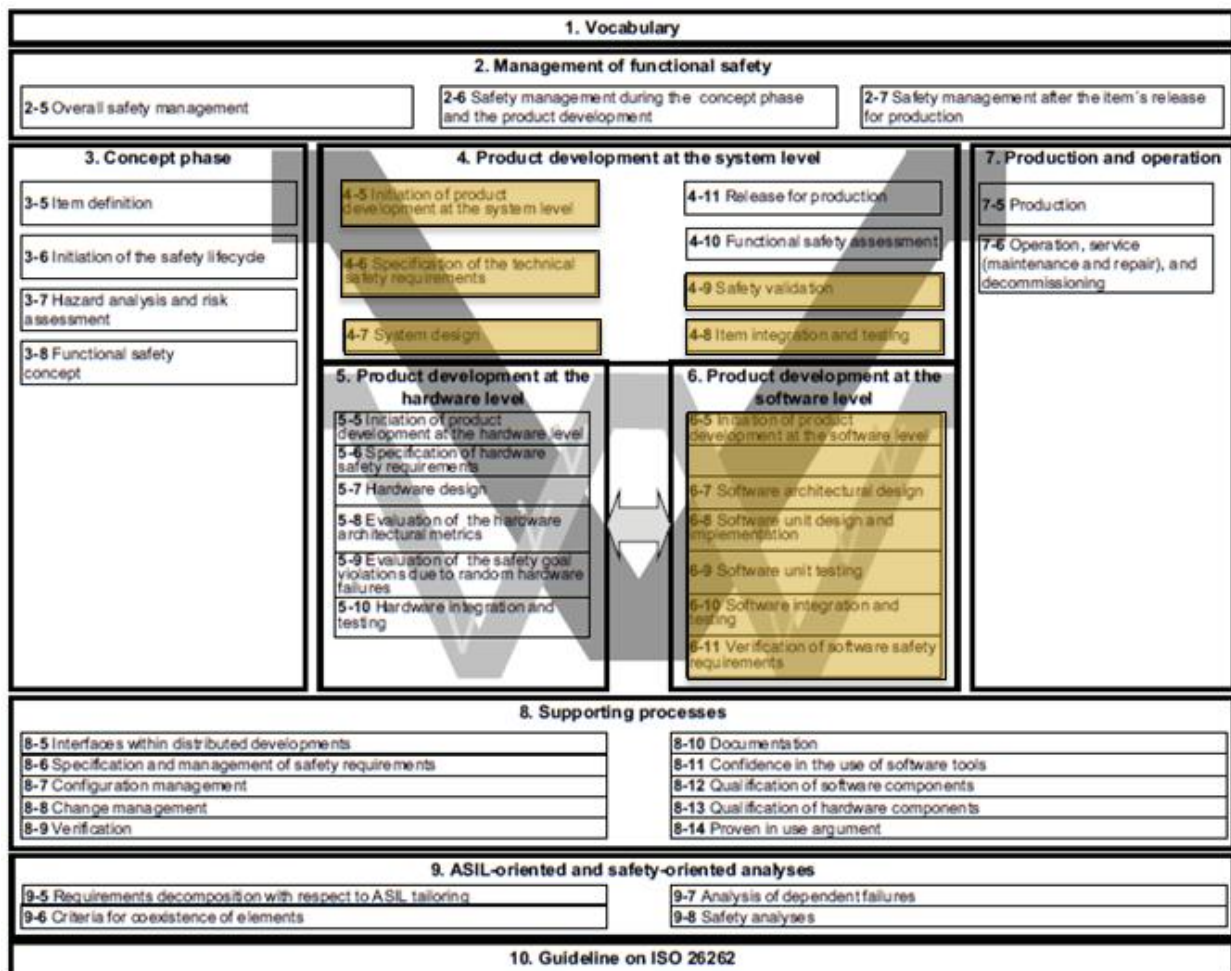 1. Vocabulary
2. Management of functional safety
2-5 Overall safety management
2-6 Safety management during the concept phase
and the product development
2-7 Safety management after the item´s release
for production
3. Concept phase
3-5 Item definition
3-6 Initiation of the safety lifecycle
3-7 Hazard analysis and risk
assessment
3-8 Functional safety
concept
4. Product development at the system level
4-5 Initiation of product
development at the system level
4-6 Specification of the technical
safety requirements
4-7 System design
4-11 Release for production
4-10 Functional safety assessment
4-9 Safety validation
4-8 Item integration and testing
7. Production and operation
7-5 Production
7-6 Operation, service
(maintenance and repair), and
decommissioning
5. Product development at the
hardware level
5-5 Initiation of product
development at the hardware level
5-6 Specification of hardware
safety requirements
5-7 Hardware design
5-8 Evaluation of the hardware
architectural metrics
5-9 Evaluation of the safety goal
violations due to random hardware
failures
5-10 Hardware integration and
testing
6. Product development at the
software level
6-5 Initiation of product
development at the software level
6-7 Software architectural design
6-8 Software unit design and
implementation
6-9 Software unit testing
6-10 Software integration and
testing
6-11 Verification of software safety
requirements
8. Supporting processes
8-5 Interfaces within distributed developments
8-6 Specification and management of safety requirements
8-7 Configuration management
8-8 Change management
8-9 Verification
8-10 Documentation
8-11 Confidence in the use of software tools
8-12 Qualification of software components
8-13 Qualification of hardware components
8-14 Proven in use argument
9. ASIL-oriented and safety-oriented analyses
9-5 Requirements decomposition with respect to ASIL tailoring
9-6 Criteria for coexistence of elements
9-7 Analysis of dependent failures
9-8 Safety analyses
10. Guideline on ISO 26262